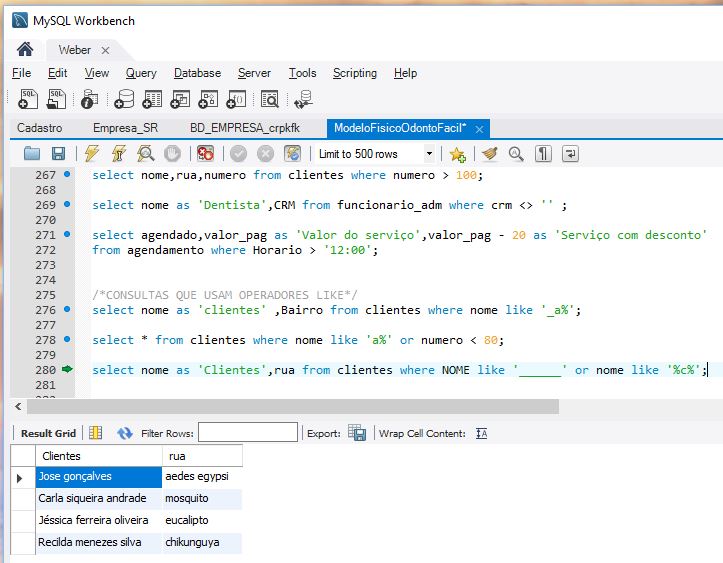 MySQL Workbench
Weber ×
File Edit View Query Database Server Tools Scripting Help
Cadastro Empresa_SR BD_EMPRESA_crpkfk ModeloFisicoOdontoFacil* ×
Limit to 500 rows
267 select nome,rua,numero from clientes where numero > 100;
268
269 select nome as 'Dentista',CRM from funcionario_adm where crm <> '' ;
270
271 select agendado,valor_pag as 'Valor do serviço',valor_pag - 20 as 'Serviço com desconto'
272 from agendamento where Horario > '12:00';
273
274
275 /*CONSULTAS QUE USAM OPERADORES LIKE*/
276 select nome as 'clientes' ,Bairro from clientes where nome like '_a%';
277
278 select * from clientes where nome like 'a%' or numero < 80;
279
280 select nome as 'Clientes',rua from clientes where NOME like '______' or nome like '%c%';
281
Result Grid Filter Rows: Export: Wrap Cell Content:
Clientes rua
Jose gonçalves aedes egypsi
Carla siqueira andrade mosquito
Jéssica ferreira oliveira eucalipto
Recilda menezes silva chikunguya